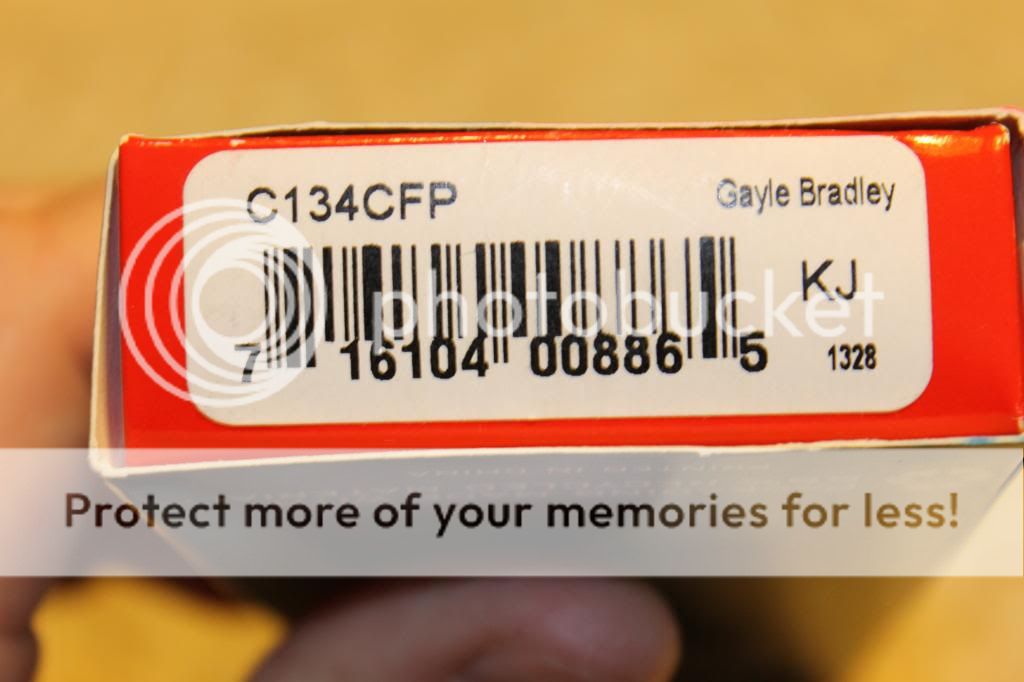 C134CFP Gayle Bradley
KJ
7 16104 00886 5 1328
photobucket
Protect more of your memories for less!